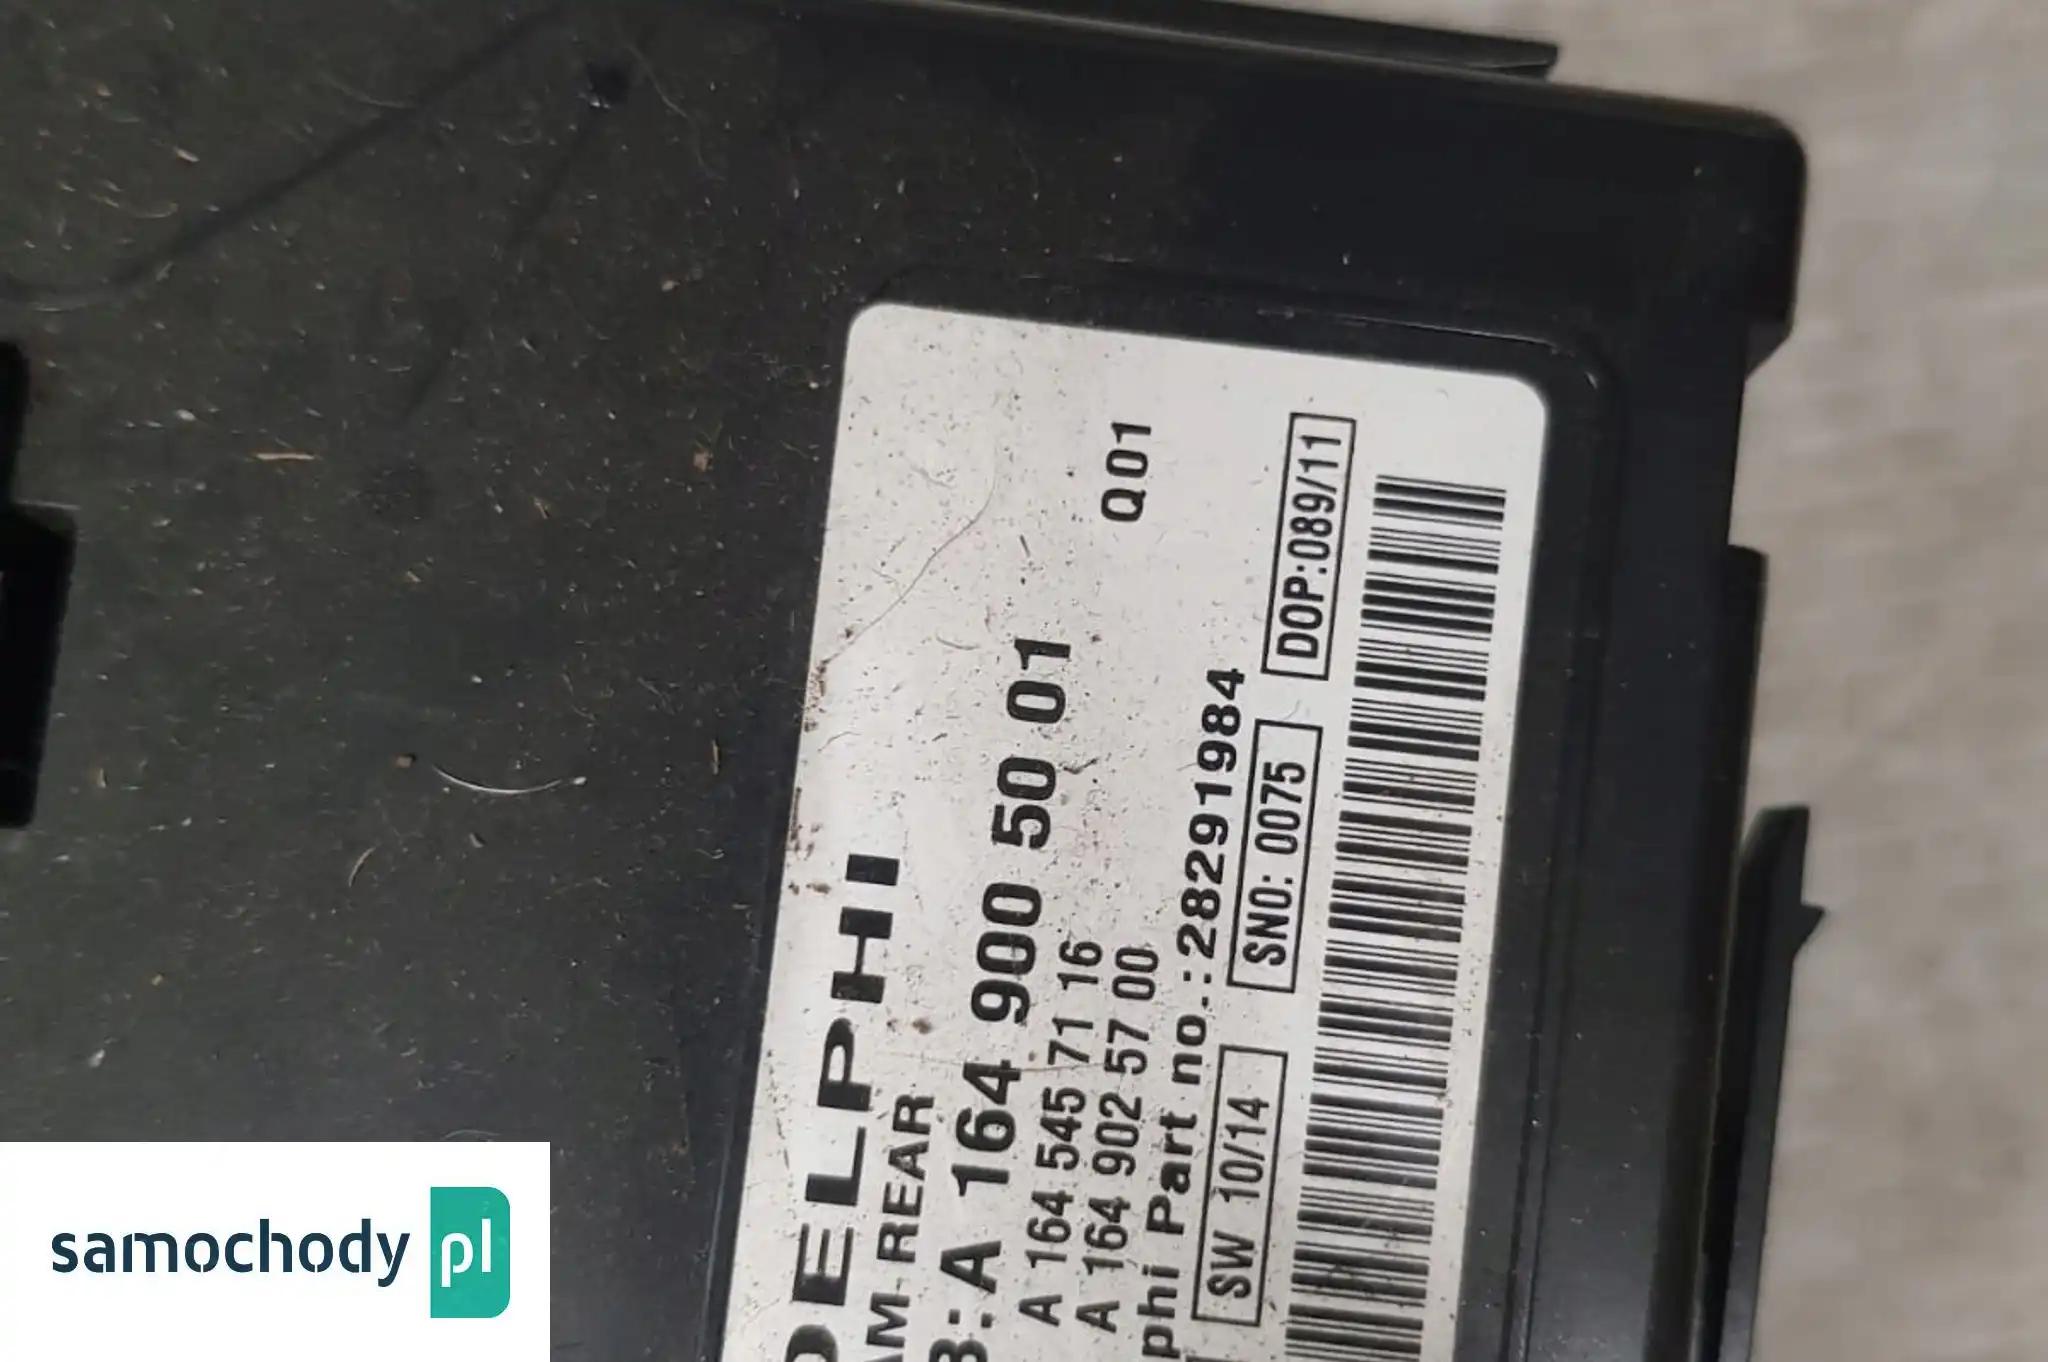 DELPHI
AM-REAR
B: A 164 900 50 01
A 164 545 71 16
Q01
A 164 902 57 00
phi Part no.:28291984
SW 10/14 SNO: 0075 DOP:089/11
samochody pl